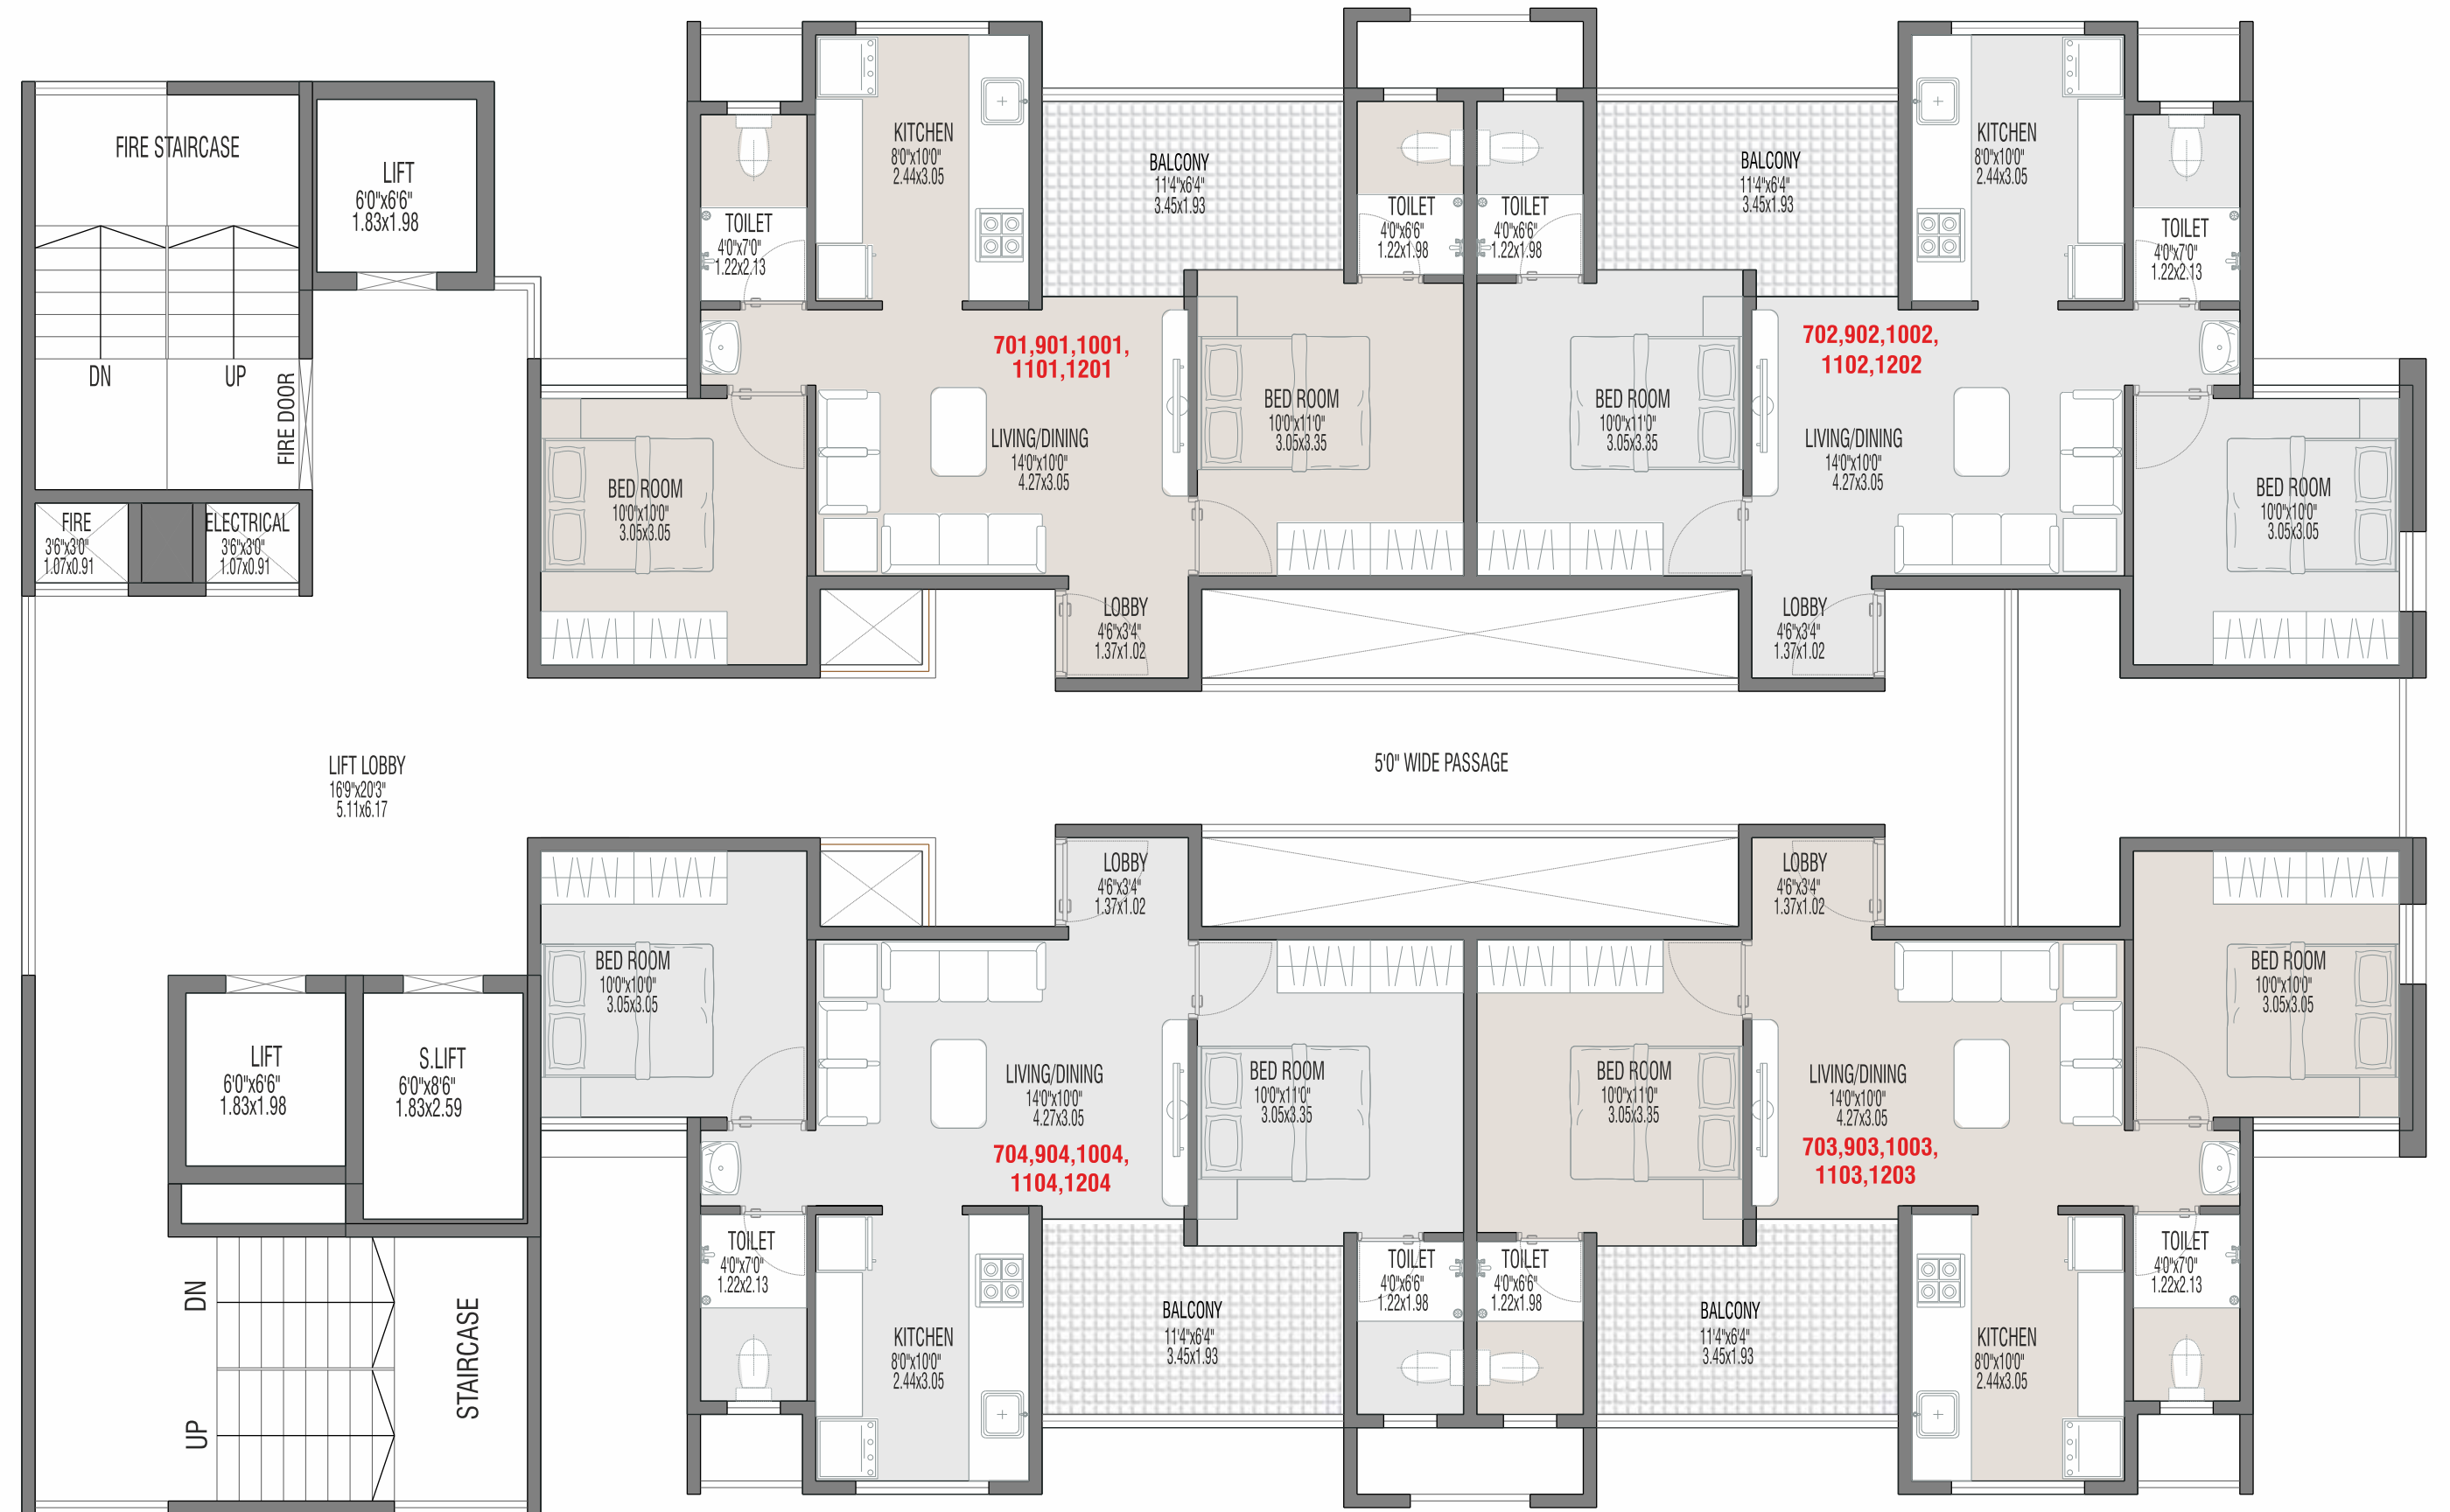 FIRE STAIRCASE
DN
UP
FIRE DOOR
LIFT
6'0"x6'6"
1.83x1.98
FIRE
3'6"x3'0"
1.07x0.91
ELECTRICAL
3'6"x3'0"
1.07x0.91
TOILET
4'0"x7'0"
1.22x2.13
KITCHEN
8'0"x10'0"
2.44x3.05
BALCONY
11'4"x6'4"
3.45x1.93
TOILET
4'0"x6'6"
1.22x1.98
701,901,1001,
1101,1201
LIVING/DINING
14'0"x10'0"
4.27x3.05
BED ROOM
10'0"x10'0"
3.05x3.05
BED ROOM
10'0"x11'0"
3.05x3.35
LOBBY
4'6"x3'4"
1.37x1.02
TOILET
4'0"x6'6"
1.22x1.98
BALCONY
11'4"x6'4"
3.45x1.93
KITCHEN
8'0"x10'0"
2.44x3.05
TOILET
4'0"x7'0"
1.22x2.13
702,902,1002,
1102,1202
BED ROOM
10'0"x11'0"
3.05x3.35
LIVING/DINING
14'0"x10'0"
4.27x3.05
BED ROOM
10'0"x10'0"
3.05x3.05
LOBBY
4'6"x3'4"
1.37x1.02
LIFT LOBBY
16'9"x20'3"
5.11x6.17
5'0" WIDE PASSAGE
LIFT
6'0"x6'6"
1.83x1.98
S.LIFT
6'0"x8'6"
1.83x2.59
DN
UP
STAIRCASE
LOBBY
4'6"x3'4"
1.37x1.02
BED ROOM
10'0"x10'0"
3.05x3.05
LIVING/DINING
14'0"x10'0"
4.27x3.05
704,904,1004,
1104,1204
BED ROOM
10'0"x11'0"
3.05x3.35
TOILET
4'0"x7'0"
1.22x2.13
KITCHEN
8'0"x10'0"
2.44x3.05
BALCONY
11'4"x6'4"
3.45x1.93
TOILET
4'0"x6'6"
1.22x1.98
LOBBY
4'6"x3'4"
1.37x1.02
BED ROOM
10'0"x11'0"
3.05x3.35
LIVING/DINING
14'0"x10'0"
4.27x3.05
703,903,1003,
1103,1203
BED ROOM
10'0"x10'0"
3.05x3.05
TOILET
4'0"x6'6"
1.22x1.98
BALCONY
11'4"x6'4"
3.45x1.93
KITCHEN
8'0"x10'0"
2.44x3.05
TOILET
4'0"x7'0"
1.22x2.13